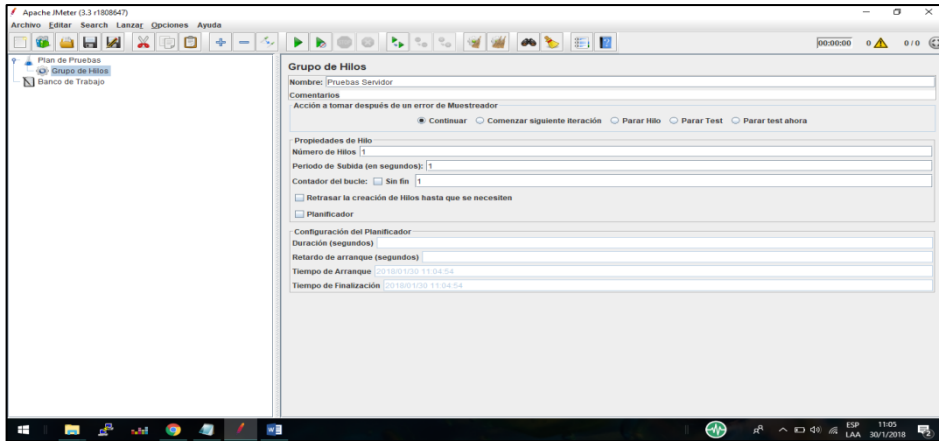 Apache JMeter (3.3 r1808647)
Archivo Editar Search Lanzar Opciones Ayuda
00:00:00 0 0 / 0
Plan de Pruebas
Grupo de Hilos
Banco de Trabajo
Grupo de Hilos
Nombre: Pruebas Servidor
Comentarios
Acción a tomar después de un error de Muestreador
Continuar Comenzar siguiente iteración Parar Hilo Parar Test Parar test ahora
Propiedades de Hilo
Número de Hilos 1
Periodo de Subida (en segundos): 1
Contador del bucle: Sin fin 1
Retrasar la creación de Hilos hasta que se necesiten
Planificador
Configuración del Planificador
Duración (segundos)
Retardo de arranque (segundos)
Tiempo de Arranque 2018/01/30 11:04:54
Tiempo de Finalización 2018/01/30 11:04:54
ESP 11:05
LAA 30/1/2018